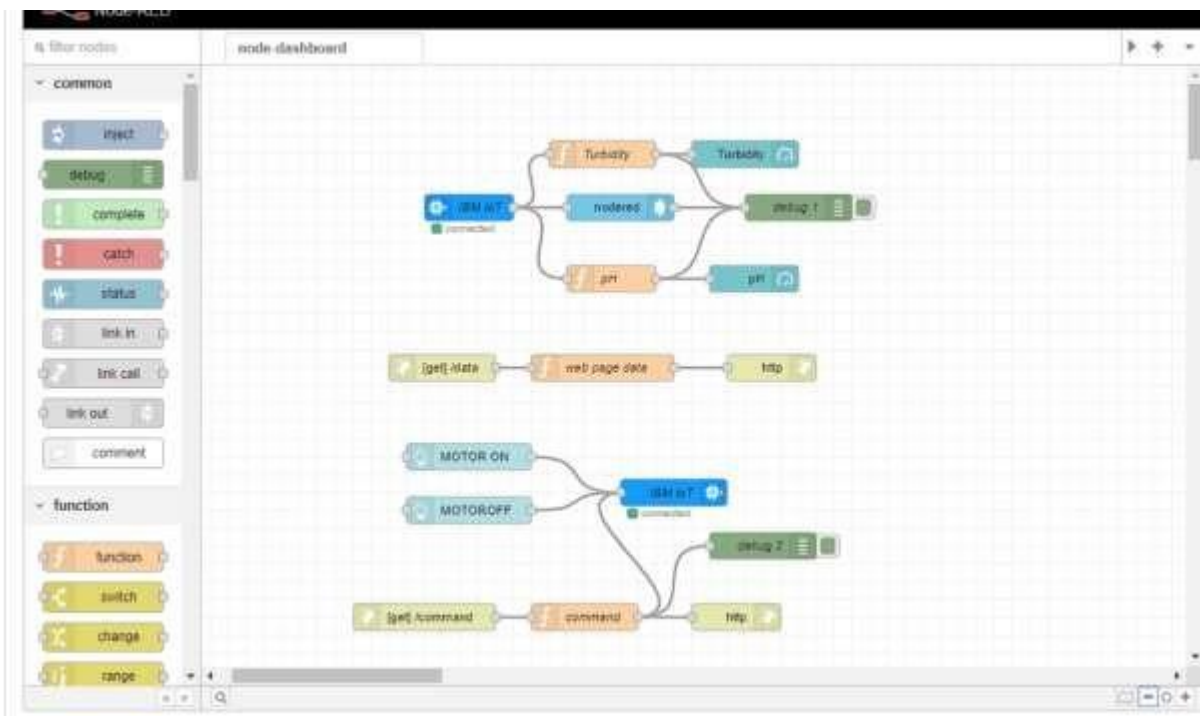 Node-RED
filter nodes
node-dashboard
common
inject
debug
complete
catch
status
link in
link call
link out
comment
function
function
switch
change
range
Turbidity
Turbidity
IBM IoT
connected
nodered
debug 1
pH
pH
[get] /data
web page data
http
MOTOR ON
MOTOROFF
IBM IoT
connected
debug 2
[get] /command
command
http